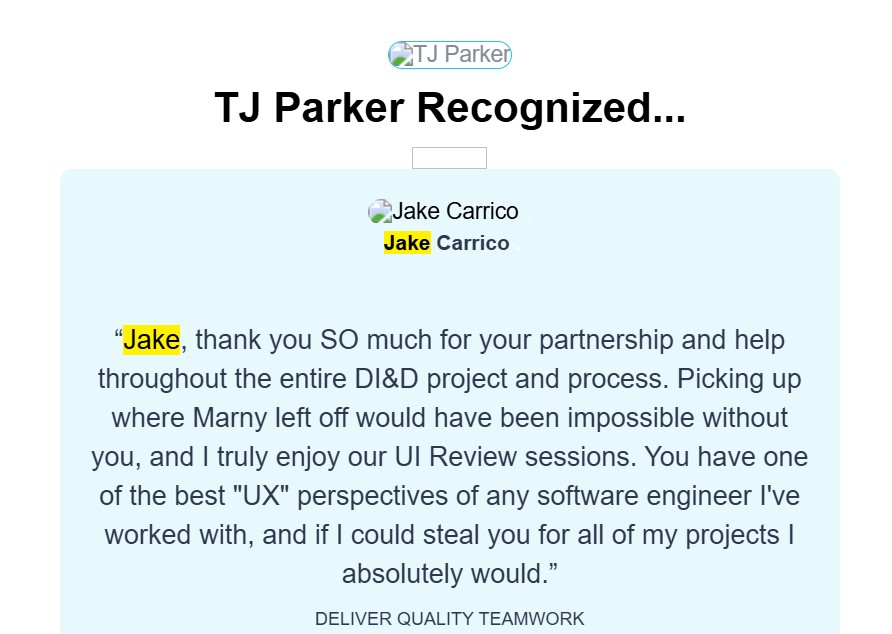 TJ Parker
TJ Parker Recognized...
Jake Carrico
Jake Carrico
“Jake, thank you SO much for your partnership and help
throughout the entire DI&D project and process. Picking up
where Marny left off would have been impossible without
you, and I truly enjoy our UI Review sessions. You have one
of the best "UX" perspectives of any software engineer I've
worked with, and if I could steal you for all of my projects I
absolutely would.”
DELIVER QUALITY TEAMWORK